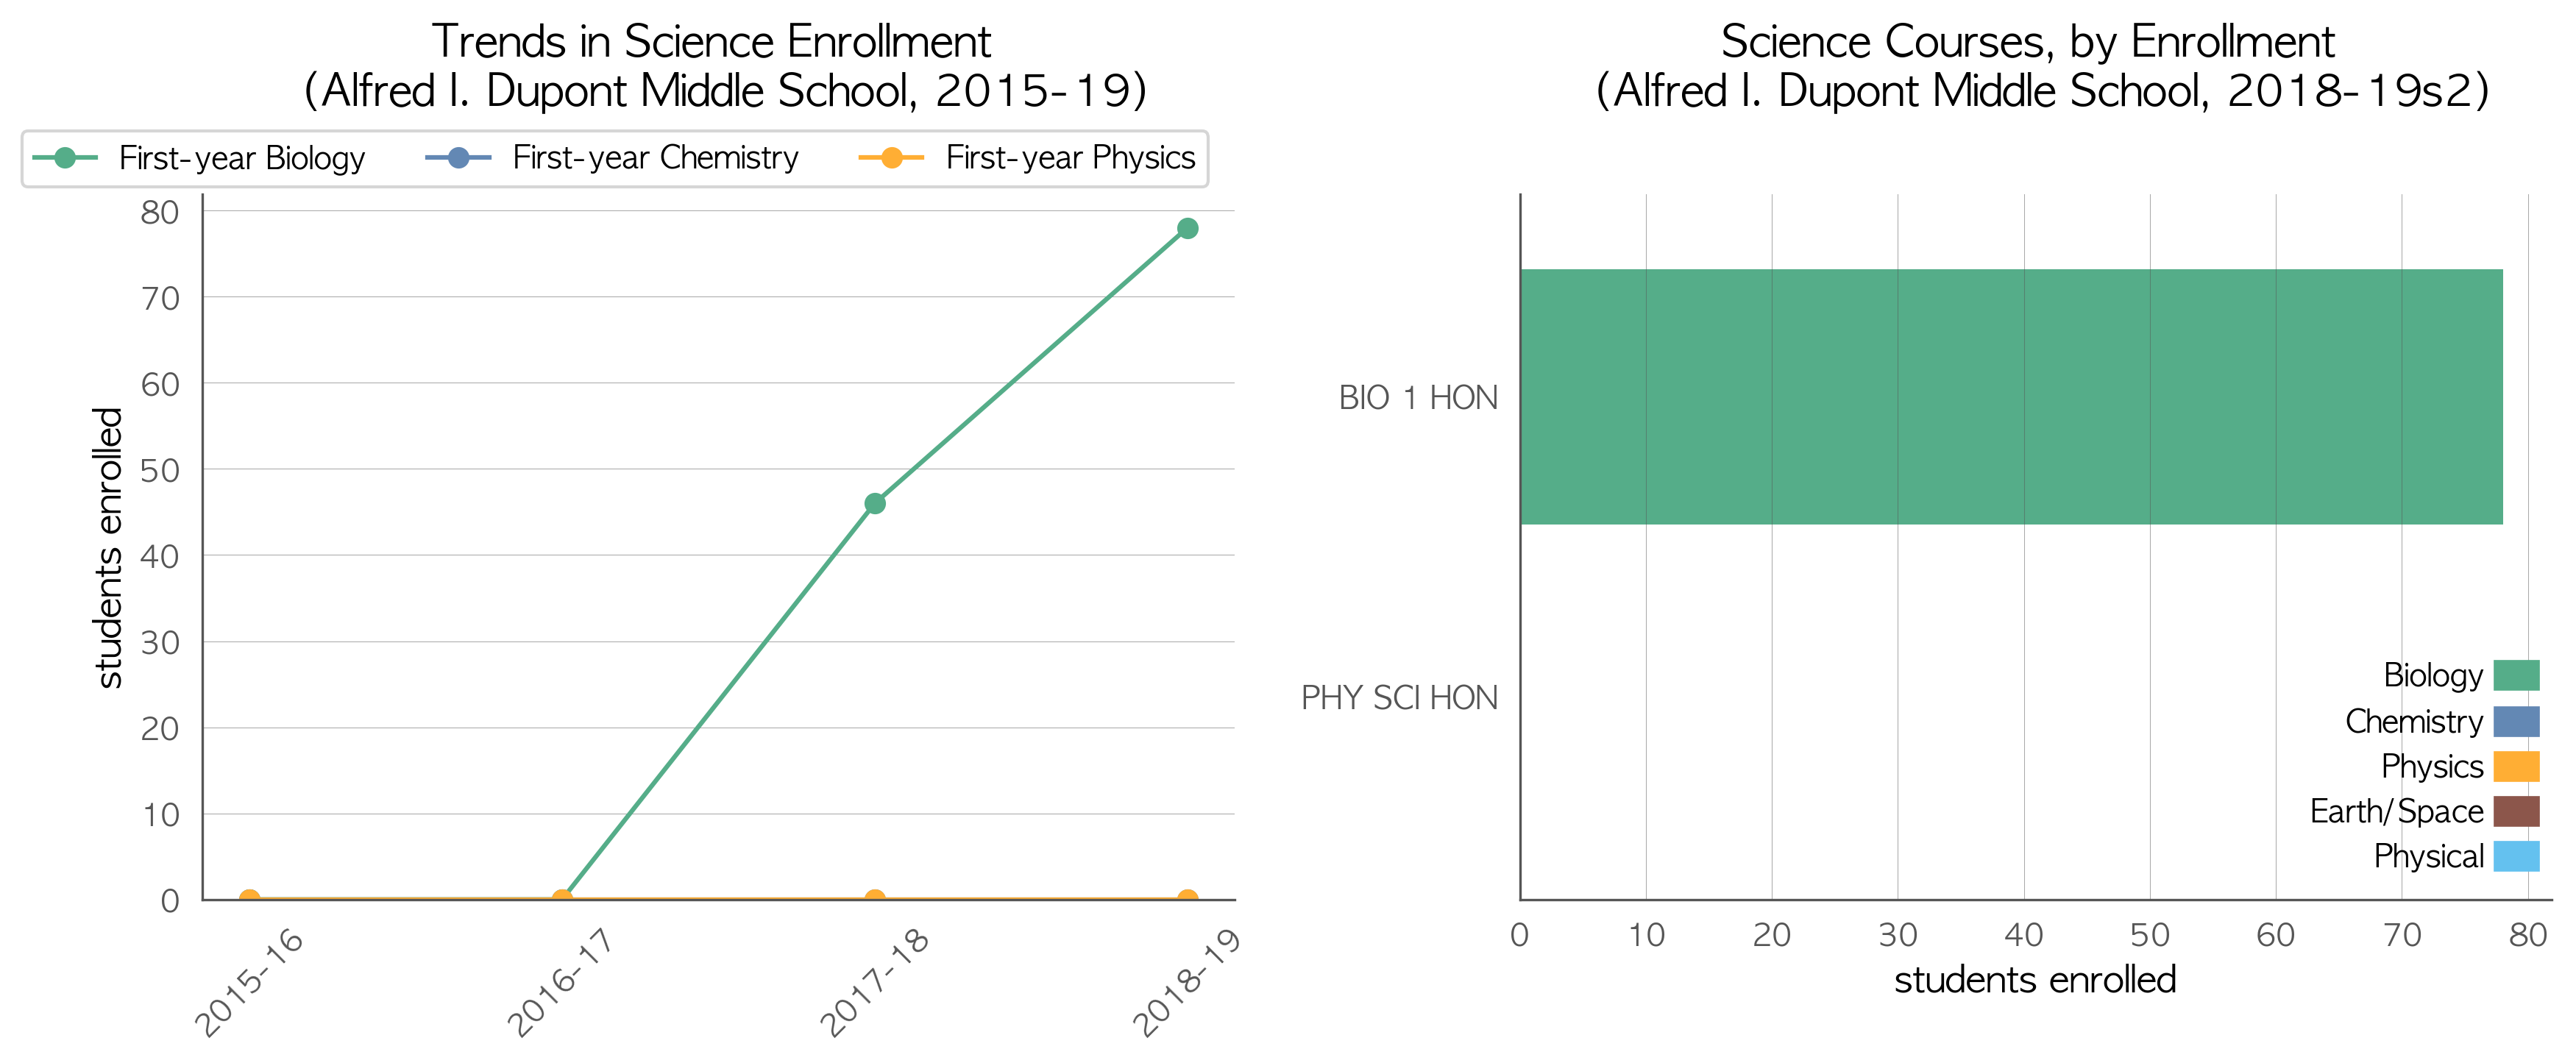 Trends in Science Enrollment
(Alfred I. Dupont Middle School, 2015-19)
First-year Biology
First-year Chemistry
First-year Physics
80
70
60
50
40
30
20
10
0
students enrolled
2015-16
2016-17
2017-18
2018-19
Science Courses, by Enrollment
(Alfred I. Dupont Middle School, 2018-19s2)
BIO 1 HON
PHY SCI HON
Biology
Chemistry
Physics
Earth/Space
Physical
0
10
20
30
40
50
60
70
80
students enrolled